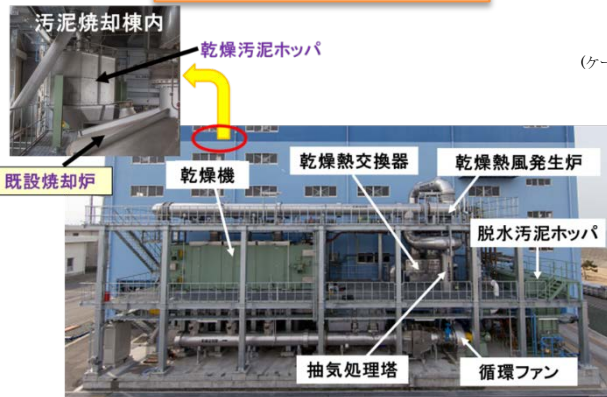 汚泥焼却棟内
乾燥汚泥ホッパ
(ケー
既設焼却炉
乾燥機
乾燥熱交換器
乾燥熱風発生炉
脱水汚泥ホッパ
抽気処理塔
循環ファン